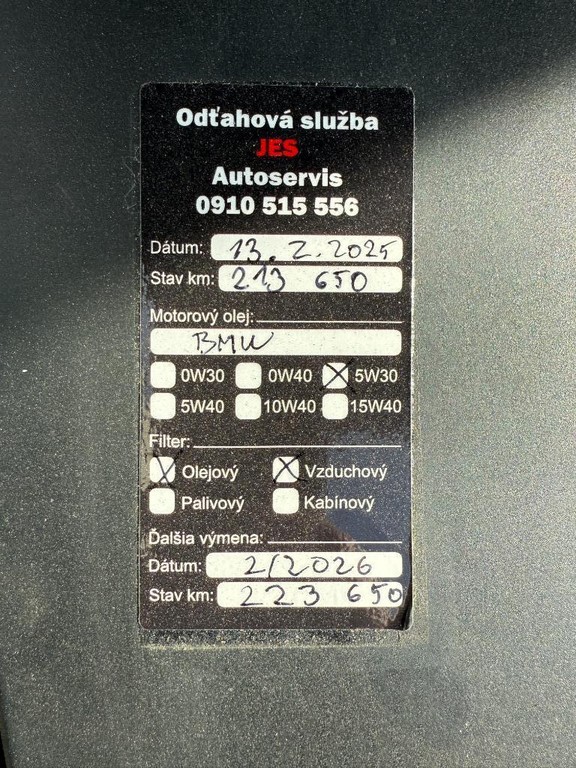 Odťahová služba
JES
Autoservis
0910 515 556
Dátum: 13.2.2025
Stav km: 213 650
Motorový olej:
BMW
0W30 0W40 5W30
5W40 10W40 15W40
Filter:
Olejový Vzduchový
Palivový Kabínový
Ďalšia výmena:
Dátum: 2/2026
Stav km: 223 650